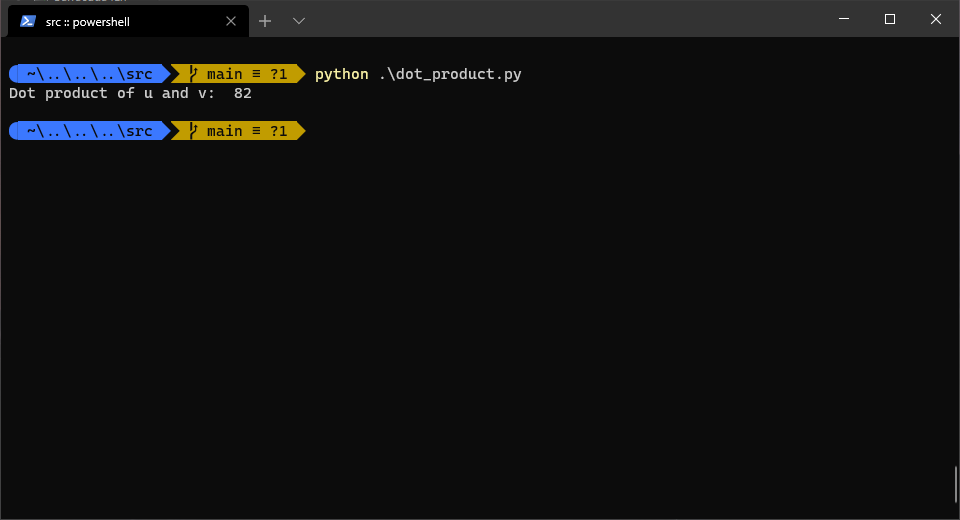 src :: powershell
~\..\..\..\src main ≡ ?1 python .\dot_product.py
Dot product of u and v:  82
~\..\..\..\src main ≡ ?1